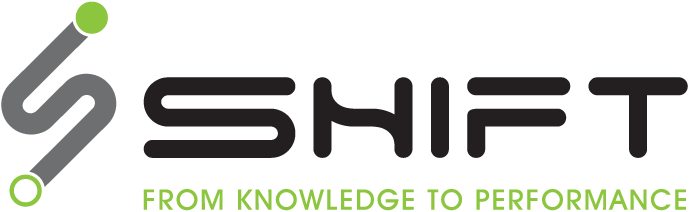 SHIFT
FROM KNOWLEDGE TO PERFORMANCE